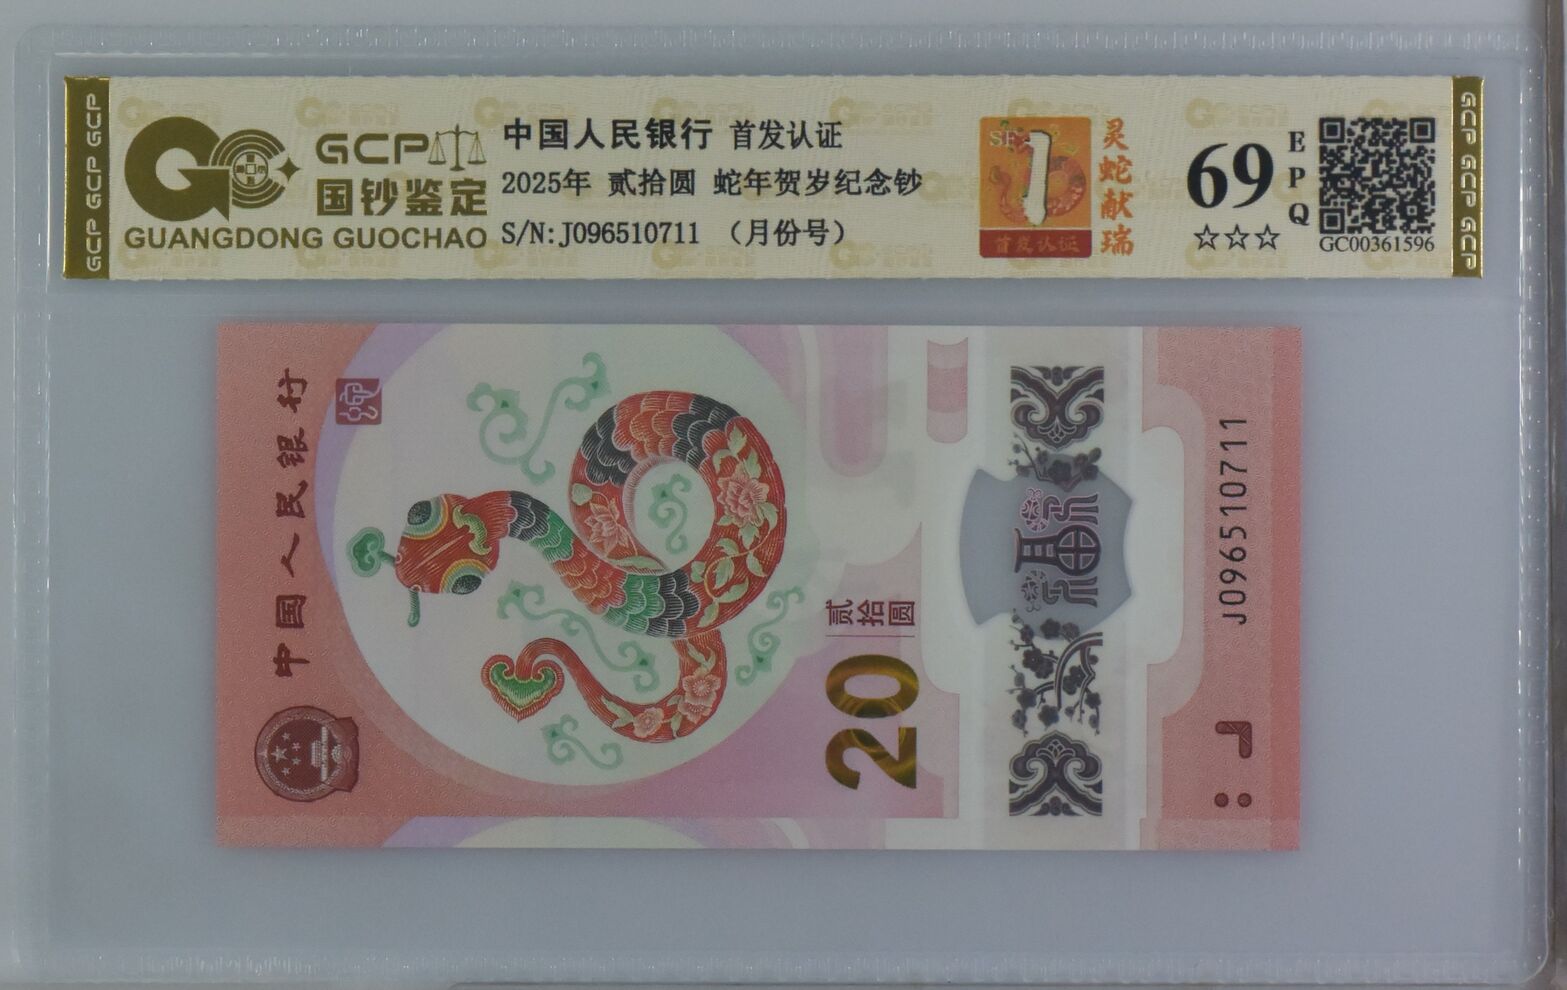 GCP GCP GCP
GCP
国钞鉴定
GUANGDONG GUOCHAO
中国人民银行 首发认证
2025年 贰拾圆 蛇年贺岁纪念钞
S/N:J096510711 （月份号）
1
首发认证
灵蛇献瑞
69
EPQ
☆☆☆
GC00361596
GCP GCP GCP GCP
中国人民银行
贰拾圆
20
福
J096510711